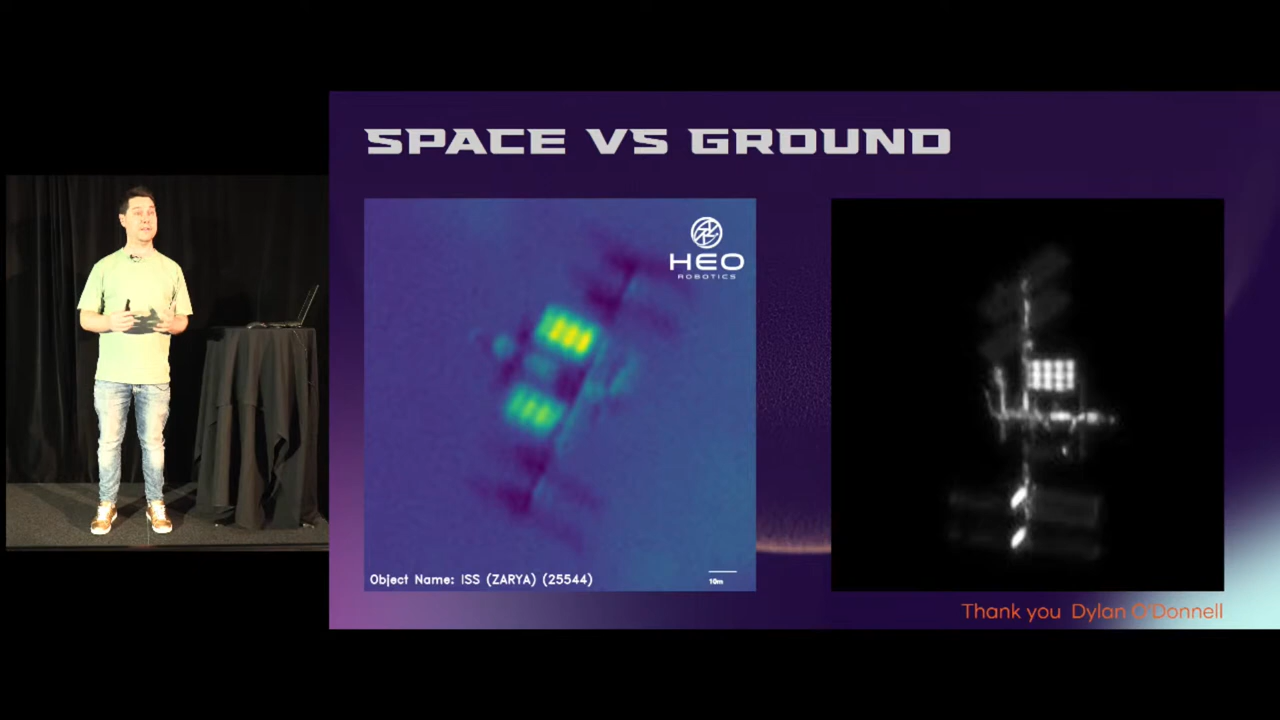 SPACE VS GROUND
HEO
ROBOTICS
Object Name: ISS (ZARYA) (25544)
10m
Thank you Dylan O'Donnell